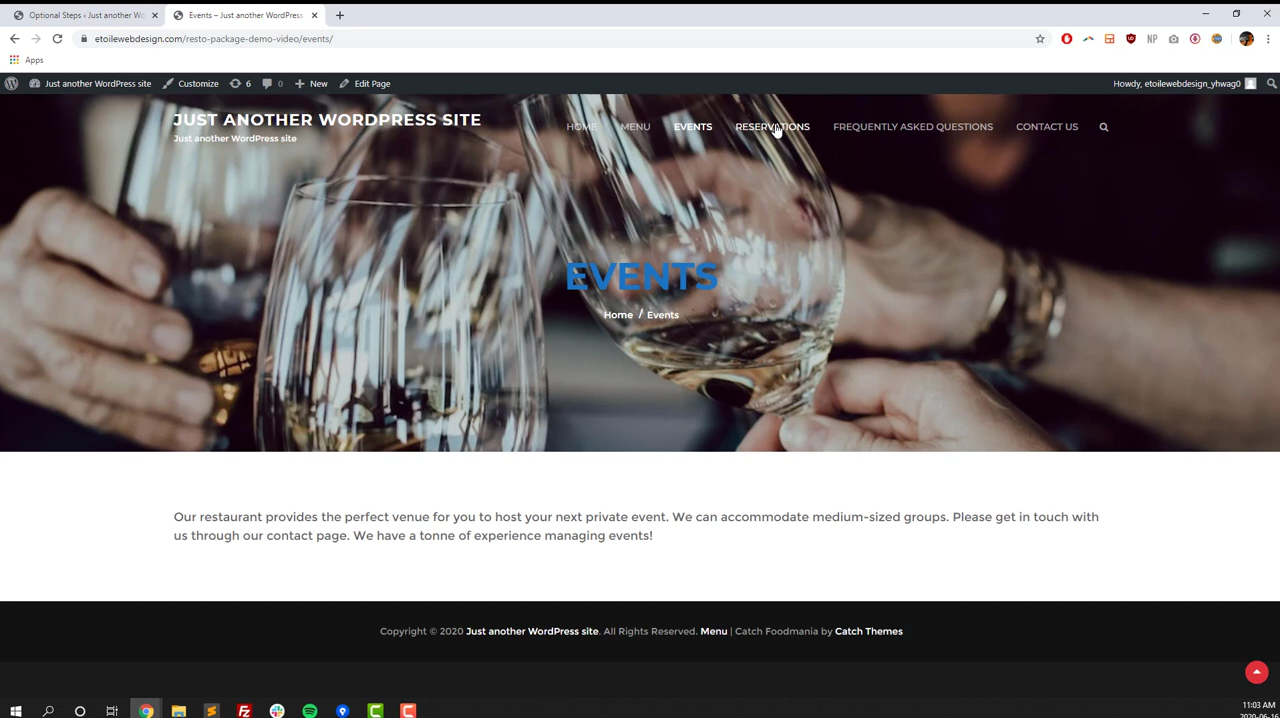 Optional Steps ‹ Just another Wo
Events – Just another WordPress
etoilewebdesign.com/resto-package-demo-video/events/
Apps
Just another WordPress site
Customize
6
0
New
Edit Page
Howdy, etoilewebdesign_yhwag0
JUST ANOTHER WORDPRESS SITE
Just another WordPress site
HOME
MENU
EVENTS
RESERVATIONS
FREQUENTLY ASKED QUESTIONS
CONTACT US
EVENTS
Home / Events
Our restaurant provides the perfect venue for you to host your next private event. We can accommodate medium-sized groups. Please get in touch with
us through our contact page. We have a tonne of experience managing events!
Copyright © 2020 Just another WordPress site. All Rights Reserved. Menu | Catch Foodmania by Catch Themes
11:03 AM
2020-06-16